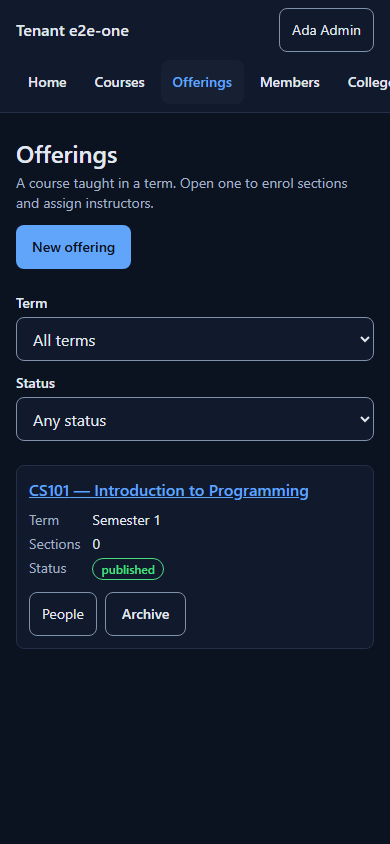 Tenant e2e-one
Ada Admin
Home Courses Offerings Members Colleg
Offerings
A course taught in a term. Open one to enrol sections
and assign instructors.
New offering
Term
All terms
Status
Any status
CS101 — Introduction to Programming
Term Semester 1
Sections 0
Status published
People Archive